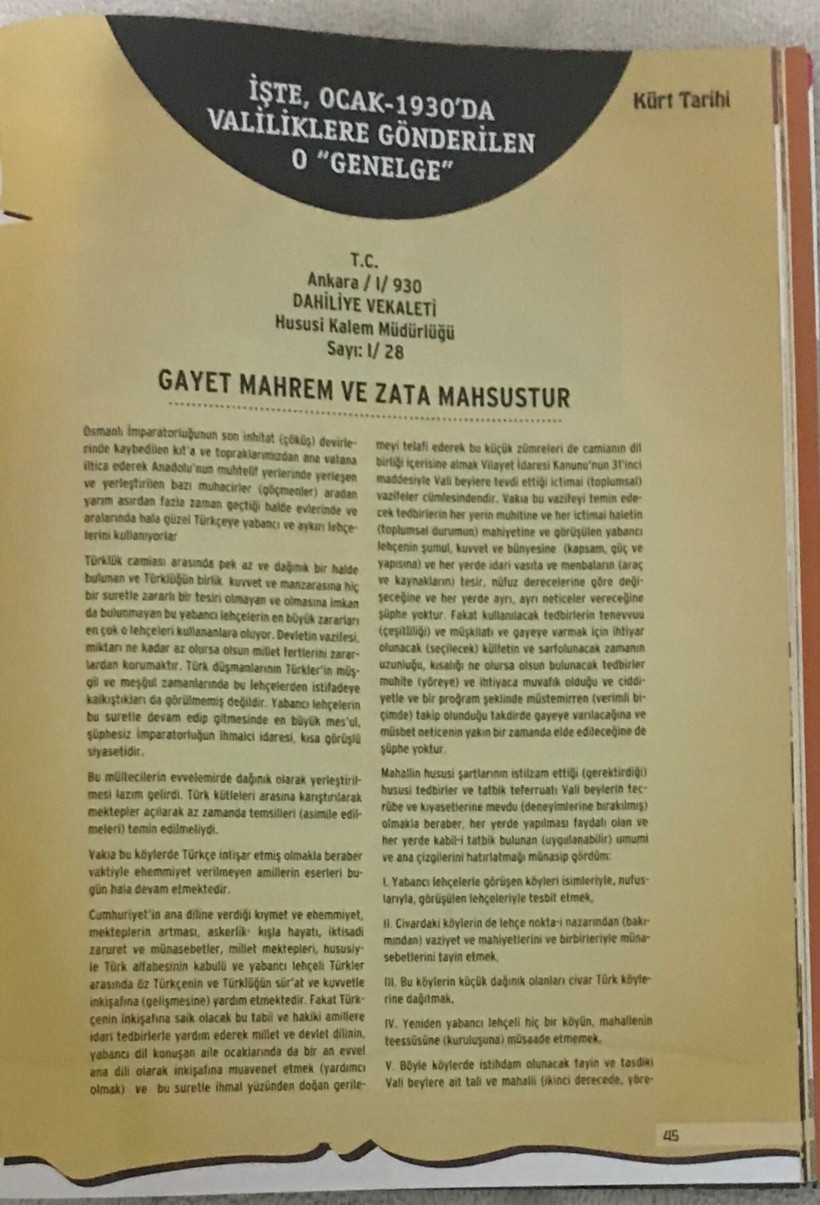 Kürt Tarihi
İŞTE, OCAK-1930'DA
VALİLİKLERE GÖNDERİLEN
O "GENELGE"
T.C.
Ankara / I/ 930
DAHİLİYE VEKALETİ
Hususi Kalem Müdürlüğü
Sayı: I/ 28
GAYET MAHREM VE ZATA MAHSUSTUR
Osmanlı İmparatorluğunun son inhitat (çöküş) devirle-
rinde kaybedilen kıt'a ve topraklarımızdan ana vatana
iltica ederek Anadolu'nun muhtelif yerlerinde yerleşen
ve yerleştirilen bazı muhacirler (göçmenler) aradan
yarım asırdan fazla zaman geçtiği halde evlerinde ve
aralarında hala güzel Türkçeye yabancı ve aykırı lehçe-
lerini kullanıyorlar
Türklük camiası arasında pek az ve dağınık bir halde
bulunan ve Türklüğün birlik kuvvet ve manzarasına hiç
bir suretle zararlı bir tesiri olmayan ve olmasına imkan
da bulunmayan bu yabancı lehçelerin en büyük zararları
en çok o lehçeleri kullananlara oluyor. Devletin vazifesi,
miktarı ne kadar az olursa olsun millet fertlerini zarar-
lardan korumaktır. Türk düşmanlarının Türkler'in müş-
gil ve meşğul zamanlarında bu lehçelerden istifadeye
kalkıştıkları da görülmemiş değildir. Yabancı lehçelerin
bu suretle devam edip gitmesinde en büyük mes'ul,
şüphesiz İmparatorluğun ihmalci idaresi, kısa görüşlü
siyasetidir.
Bu mültecilerin evvelemirde dağınık olarak yerleştiril-
mesi lazım gelirdi. Türk kütleleri arasına karıştırılarak
mektepler açılarak az zamanda temsilleri (asimile edil-
meleri) temin edilmeliydi.
Vakıa bu köylerde Türkçe intişar etmiş olmakla beraber
vaktiyle ehemmiyet verilmeyen amillerin eserleri bu-
gün hala devam etmektedir.
Cumhuriyet'in ana diline verdiği kıymet ve ehemmiyet,
mekteplerin artması, askerlik- kışla hayatı, iktisadi
zaruret ve münasebetler, millet mektepleri, hususiy-
le Türk alfabesinin kabulü ve yabancı lehçeli Türkler
arasında öz Türkçenin ve Türklüğün sür'at ve kuvvetle
inkişafına (gelişmesine) yardım etmektedir. Fakat Türk-
çenin inkişafına saik olacak bu tabii ve hakiki amillere
idari tedbirlerle yardım ederek millet ve devlet dilinin,
yabancı dil konuşan aile ocaklarında da bir an evvel
ana dili olarak inkişafına muavenet etmek (yardımcı
olmak) ve bu suretle ihmal yüzünden doğan gerile-
meyi telafi ederek bu küçük zümreleri de camianın dil
birliği içerisine almak Vilayet İdaresi Kanunu'nun 31'inci
maddesiyle Vali beylere tevdi ettiği ictimai (toplumsal)
vazifeler cümlesindendir. Vakıa bu vazifeyi temin ede-
cek tedbirlerin her yerin muhitine ve her ictimai haletin
(toplumsal durumun) mahiyetine ve görüşülen yabancı
lehçenin şumul, kuvvet ve bünyesine (kapsam, güç ve
yapısına) ve her yerde idari vasıta ve menbaların (araç
ve kaynakların) tesir, nüfuz derecelerine göre deği-
şeceğine ve her yerde ayrı, ayrı neticeler vereceğine
şüphe yoktur. Fakat kullanılacak tedbirlerin tenevvuu
(çeşitliliği) ve müşkilatı ve gayeye varmak için ihtiyar
olunacak (seçilecek) külfetin ve sarfolunacak zamanın
uzunluğu, kısalığı ne olursa olsun bulunacak tedbirler
muhite (yöreye) ve ihtiyaca muvafık olduğu ve ciddi-
yetle ve bir proğram şeklinde müstemirren (verimli bi-
çimde) takip olunduğu takdirde gayeye varılacağına ve
müsbet neticenin yakın bir zamanda elde edileceğine de
şüphe yoktur.
Mahallin hususi şartlarının istilzam ettiği (gerektirdiği)
hususi tedbirler ve tatbik teferruatı Vali beylerin tec-
rübe ve kıyasetlerine mevdu (deneyimlerine bırakılmış)
olmakla beraber, her yerde yapılması faydalı olan ve
her yerde kabil-i tatbik bulunan (uygulanabilir) umumi
ve ana çizgilerini hatırlatmağı münasip gördüm:
I. Yabancı lehçelerle görüşen köyleri isimleriyle, nufus-
larıyla, görüşülen lehçeleriyle tesbit etmek,
II. Civardaki köylerin de lehçe nokta-i nazarından (bakı-
mından) vaziyet ve mahiyetlerini ve birbirleriyle müna-
sebetlerini tayin etmek,
III. Bu köylerin küçük dağınık olanları civar Türk köyle-
rine dağıtmak,
IV. Yeniden yabancı lehçeli hiç bir köyün, mahallenin
teessüsüne (kuruluşuna) müsaade etmemek,
V. Böyle köylerde istihdam olunacak tayin ve tasdiki
Vali beylere ait tali ve mahalli (ikinci derecede, yöre-
45